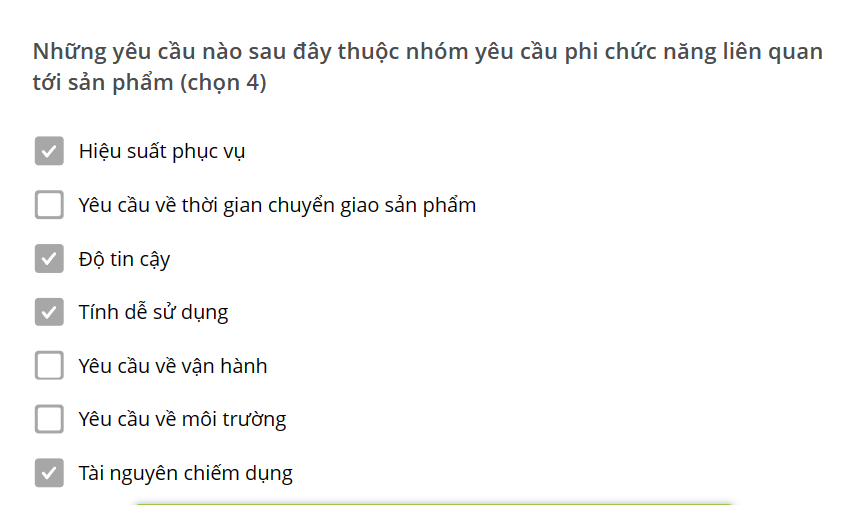 Những yêu cầu nào sau đây thuộc nhóm yêu cầu phi chức năng liên quan
tới sản phẩm (chọn 4)
Hiệu suất phục vụ
Yêu cầu về thời gian chuyển giao sản phẩm
Độ tin cậy
Tính dễ sử dụng
Yêu cầu về vận hành
Yêu cầu về môi trường
Tài nguyên chiếm dụng